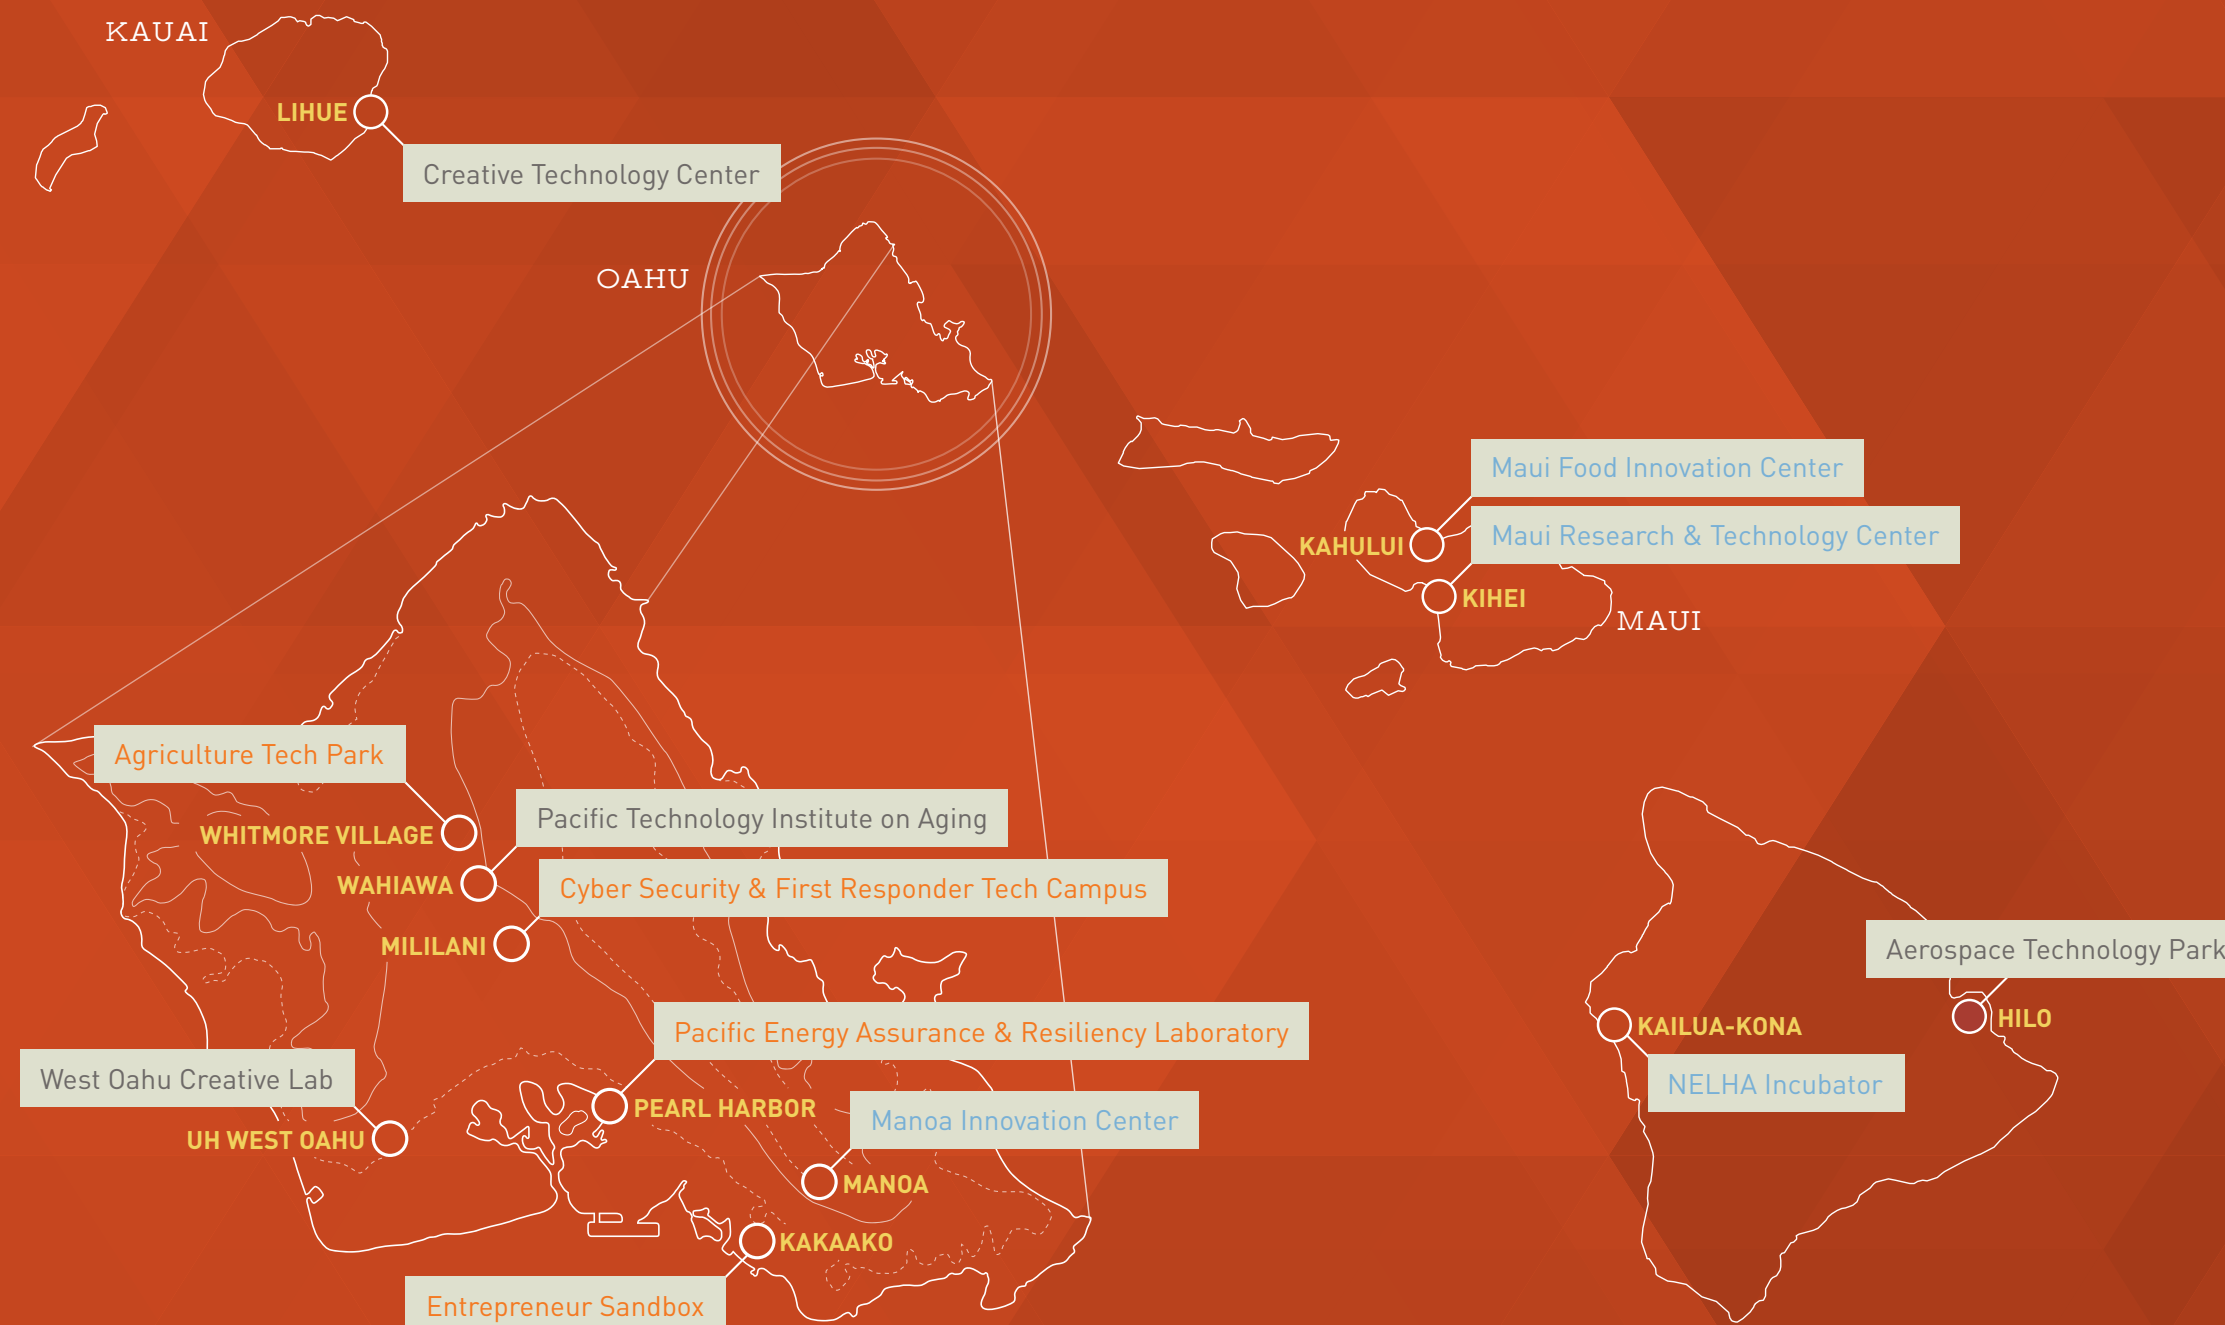 KAUAI
LIHUE
Creative Technology Center
OAHU
Maui Food Innovation Center
Maui Research & Technology Center
KAHULUI
KIHEI
MAUI
Agriculture Tech Park
WHITMORE VILLAGE
Pacific Technology Institute on Aging
WAHIAWA
Cyber Security & First Responder Tech Campus
MILILANI
Aerospace Technology Park
HILO
KAILUA-KONA
NELHA Incubator
Pacific Energy Assurance & Resiliency Laboratory
West Oahu Creative Lab
PEARL HARBOR
UH WEST OAHU
Manoa Innovation Center
MANOA
KAKAAKO
Entrepreneur Sandbox